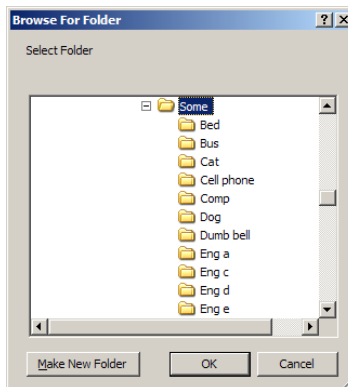 Browse For Folder
Select Folder
Some
Bed
Bus
Cat
Cell phone
Comp
Dog
Dumb bell
Eng a
Eng c
Eng d
Eng e
Make New Folder
OK
Cancel